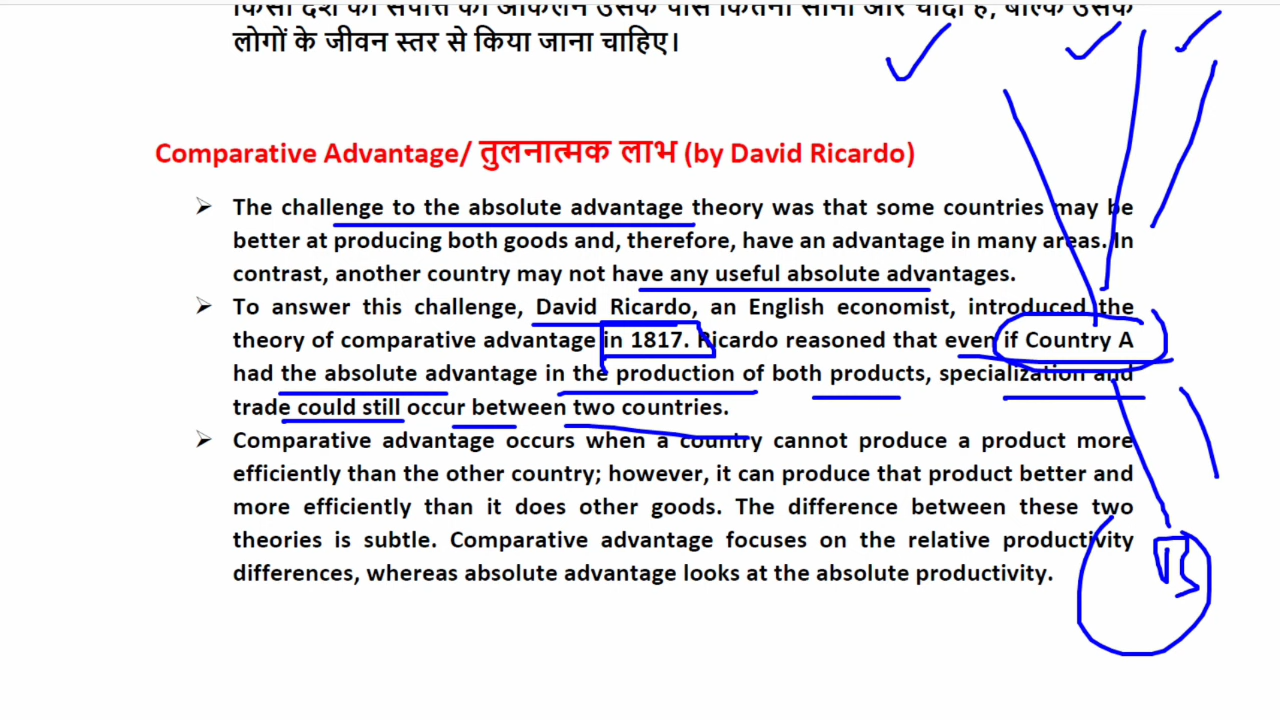 किसी देश की संपत्ति का आकलन उसके पास कितना सोना और चांदी है, बल्कि उसके
लोगों के जीवन स्तर से किया जाना चाहिए।
Comparative Advantage/ तुलनात्मक लाभ (by David Ricardo)
➢ The challenge to the absolute advantage theory was that some countries may be
better at producing both goods and, therefore, have an advantage in many areas. In
contrast, another country may not have any useful absolute advantages.
➢ To answer this challenge, David Ricardo, an English economist, introduced the
theory of comparative advantage in 1817. Ricardo reasoned that even if Country A
had the absolute advantage in the production of both products, specialization and
trade could still occur between two countries.
➢ Comparative advantage occurs when a country cannot produce a product more
efficiently than the other country; however, it can produce that product better and
more efficiently than it does other goods. The difference between these two
theories is subtle. Comparative advantage focuses on the relative productivity
differences, whereas absolute advantage looks at the absolute productivity.